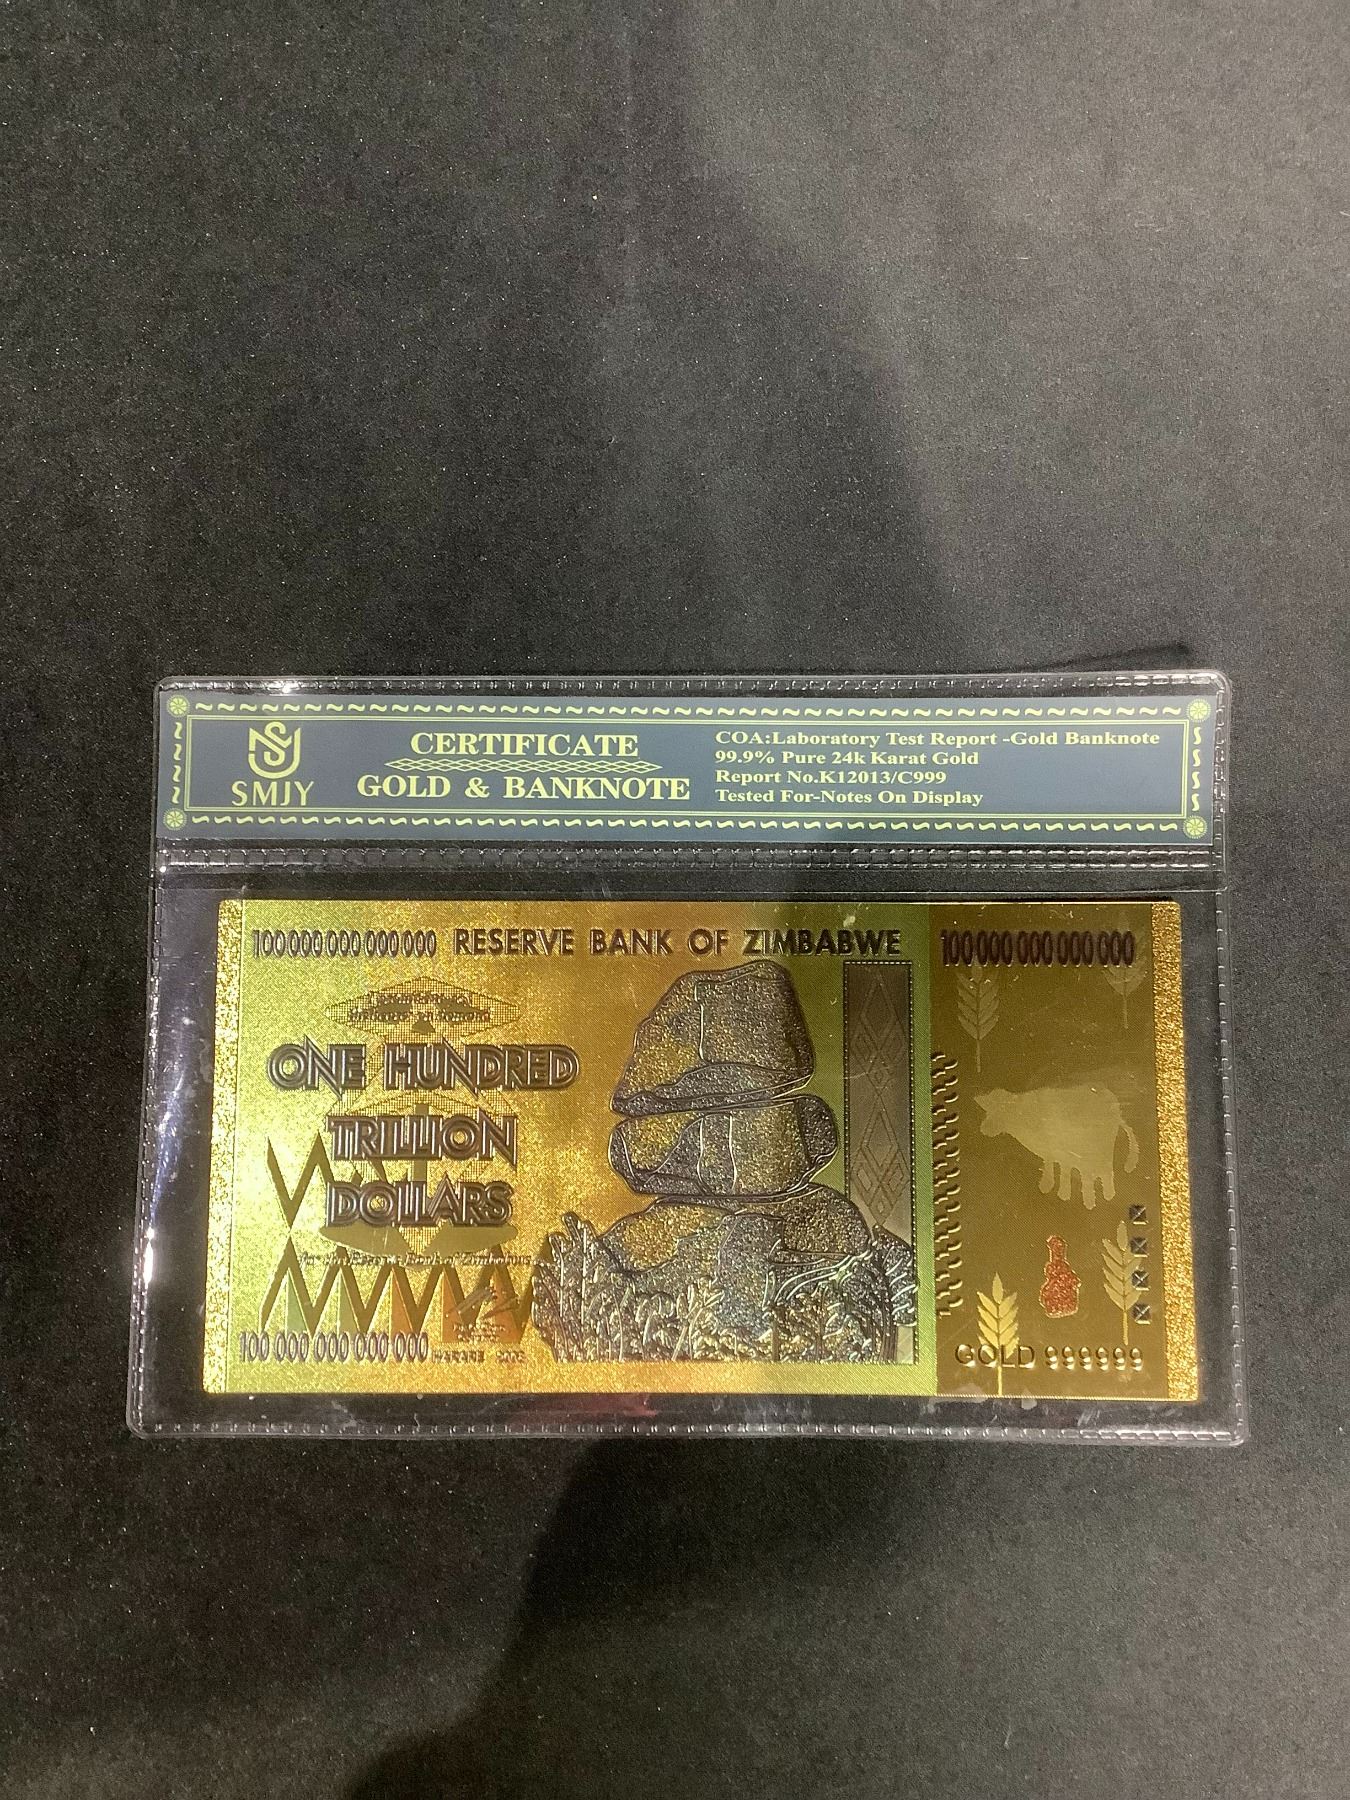 SMJY
CERTIFICATE
GOLD & BANKNOTE
COA:Laboratory Test Report -Gold Banknote
99.9% Pure 24k Karat Gold
Report No.K12013/C999
Tested For-Notes On Display
100 000 000 000 000 RESERVE BANK OF ZIMBABWE 100 000 000 000 000
ONE HUNDRED
TRILLION
DOLLARS
100 000 000 000 000 HARARE
GOLD 999999